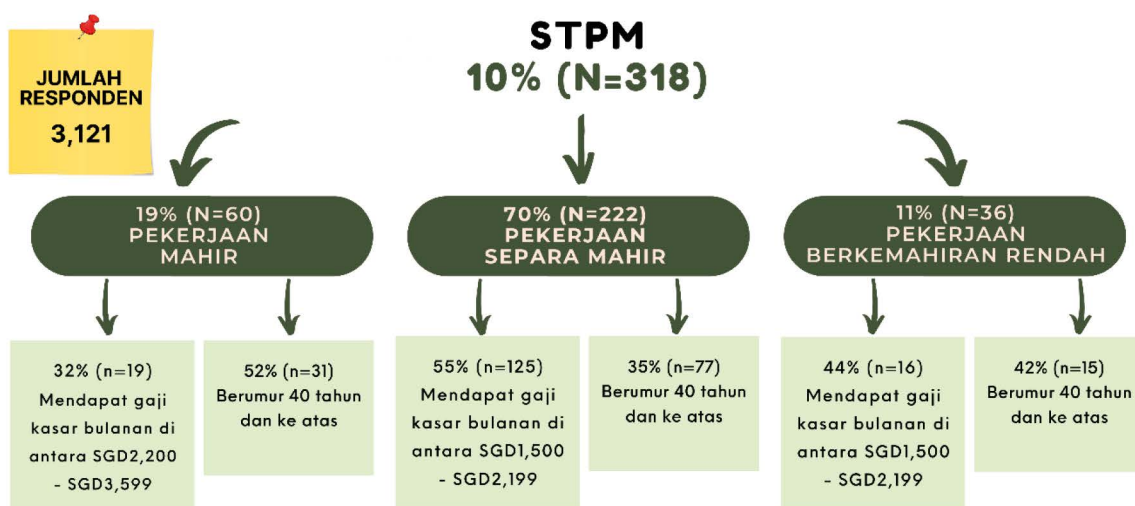 JUMLAH
RESPONDEN
3,121
STPM
10% (N=318)
19% (N=60)
PEKERJAAN
MAHIR
70% (N=222)
PEKERJAAN
SEPARA MAHIR
11% (N=36)
PEKERJAAN
BERKEMAHIRAN RENDAH
32% (n=19)
Mendapat gaji
kasar bulanan di
antara SGD2,200
- SGD3,599
52% (n=31)
Berumur 40 tahun
dan ke atas
55% (n=125)
Mendapat gaji
kasar bulanan di
antara SGD1,500
- SGD2,199
35% (n=77)
Berumur 40 tahun
dan ke atas
44% (n=16)
Mendapat gaji
kasar bulanan di
antara SGD1,500
- SGD2,199
42% (n=15)
Berumur 40 tahun
dan ke atas